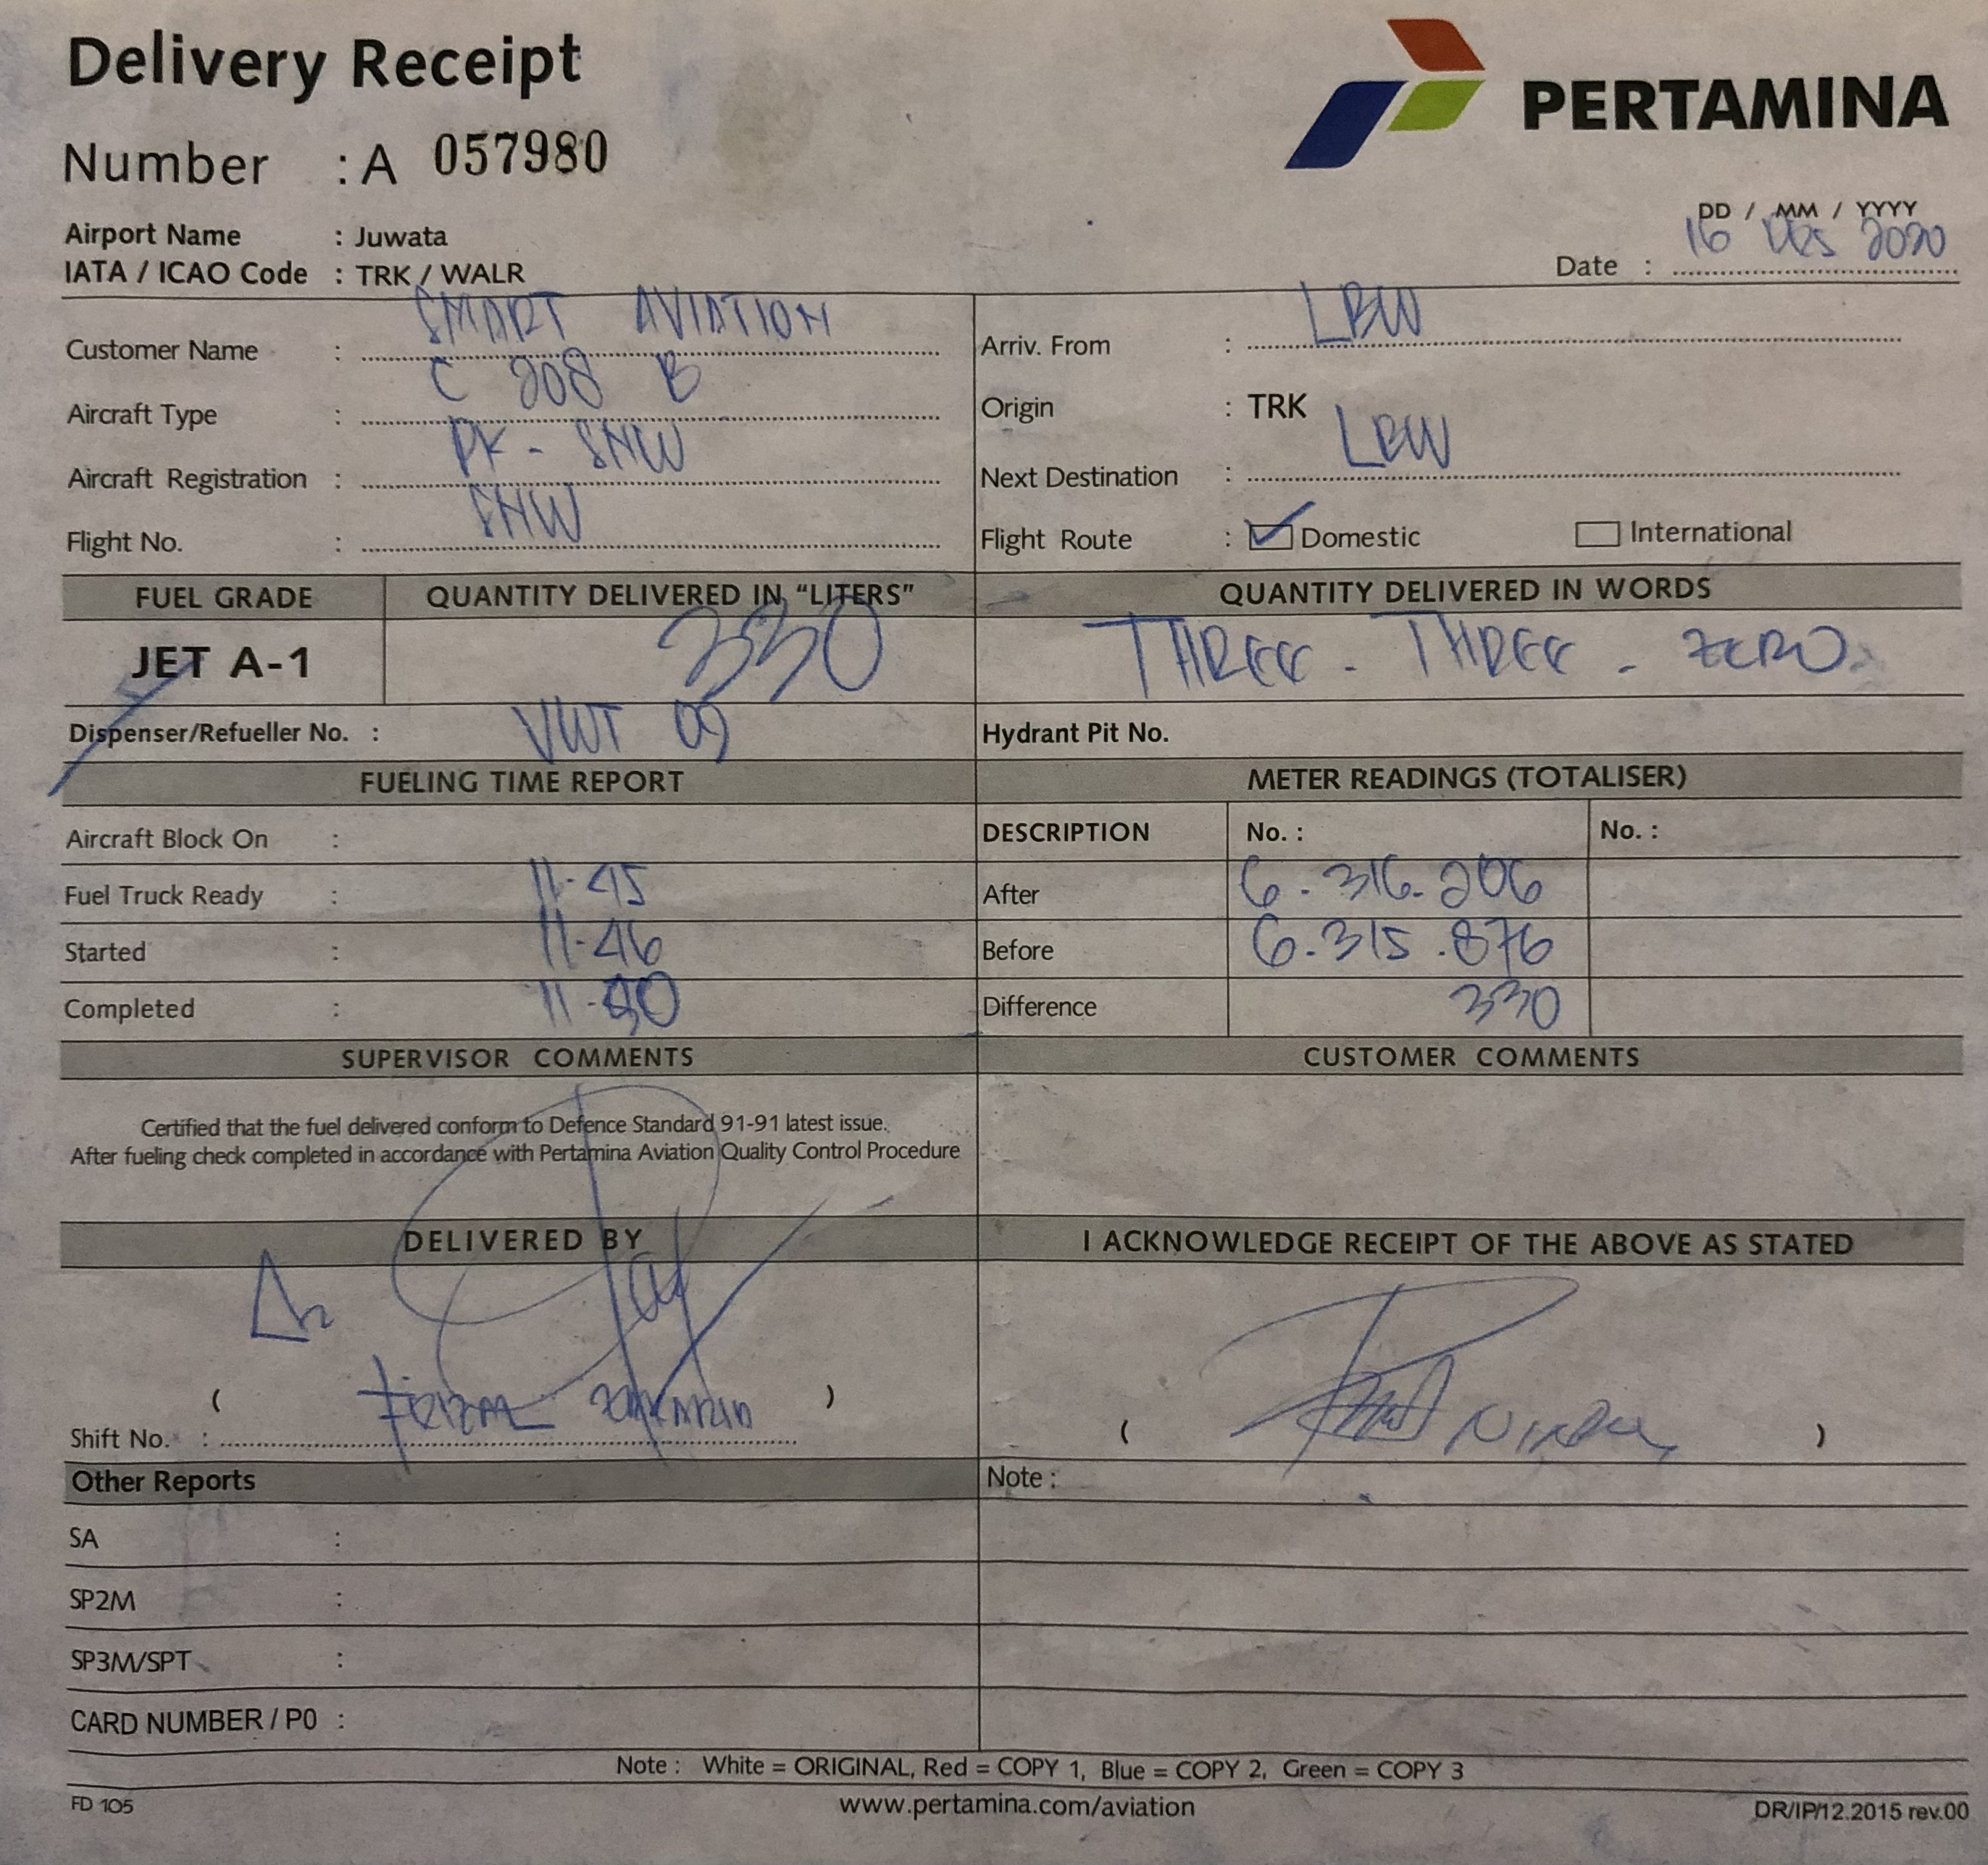 Delivery Receipt
PERTAMINA
Number : A 057980
DD / MM / YYYY
Airport Name : Juwata
Date : 16 DES 2020
IATA / ICAO Code : TRK / WALR
Customer Name : SMART AVIATION
Arriv. From : LBW
Aircraft Type : C 208 B
Origin : TRK
Aircraft Registration : PK - SNW
Next Destination : LBW
Flight No. : SNW
Flight Route : Domestic International
FUEL GRADE QUANTITY DELIVERED IN "LITERS" QUANTITY DELIVERED IN WORDS
JET A-1 330 THREE - THREE - ZERO
Dispenser/Refueller No. : VWT 09
Hydrant Pit No.
FUELING TIME REPORT METER READINGS (TOTALISER)
Aircraft Block On :
DESCRIPTION No. : No. :
Fuel Truck Ready : 11-45
After 6.316.206
Started : 11-46
Before 6.315.876
Completed :
Difference 330
SUPERVISOR COMMENTS CUSTOMER COMMENTS
Certified that the fuel delivered conform to Defence Standard 91-91 latest issue.
After fueling check completed in accordance with Pertamina Aviation Quality Control Procedure
DELIVERED BY I ACKNOWLEDGE RECEIPT OF THE ABOVE AS STATED
( )
Shift No. :
( )
Other Reports Note :
SA :
SP2M :
SP3M/SPT :
CARD NUMBER / P0 :
Note : White = ORIGINAL, Red = COPY 1, Blue = COPY 2, Green = COPY 3
FD 105 www.pertamina.com/aviation DR/IP/12.2015 rev.00